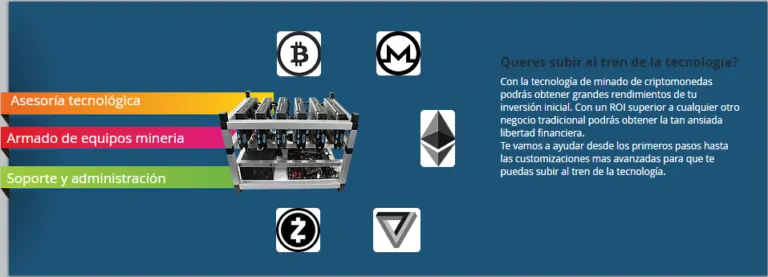 Asesoría tecnológica
Armado de equipos mineria
Soporte y administración
Queres subir al tren de la tecnología?
Con la tecnología de minado de criptomonedas
podrás obtener grandes rendimientos de tu
inversión inicial. Con un ROI superior a cualquier otro
negocio tradicional podrás obtener la tan ansiada
libertad financiera.
Te vamos a ayudar desde los primeros pasos hasta
las customizaciones mas avanzadas para que te
puedas subir al tren de la tecnología.